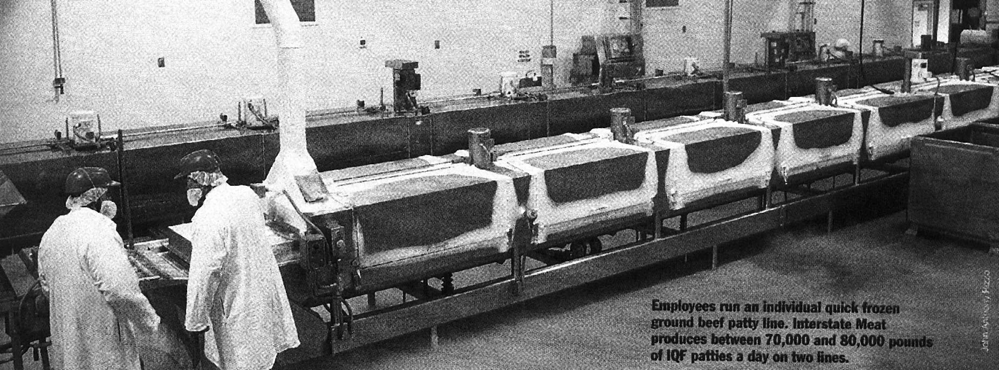 Employees run an individual quick frozen
ground beef patty line. Interstate Meat
produces between 70,000 and 80,000 pounds
of IQF patties a day on two lines.
John